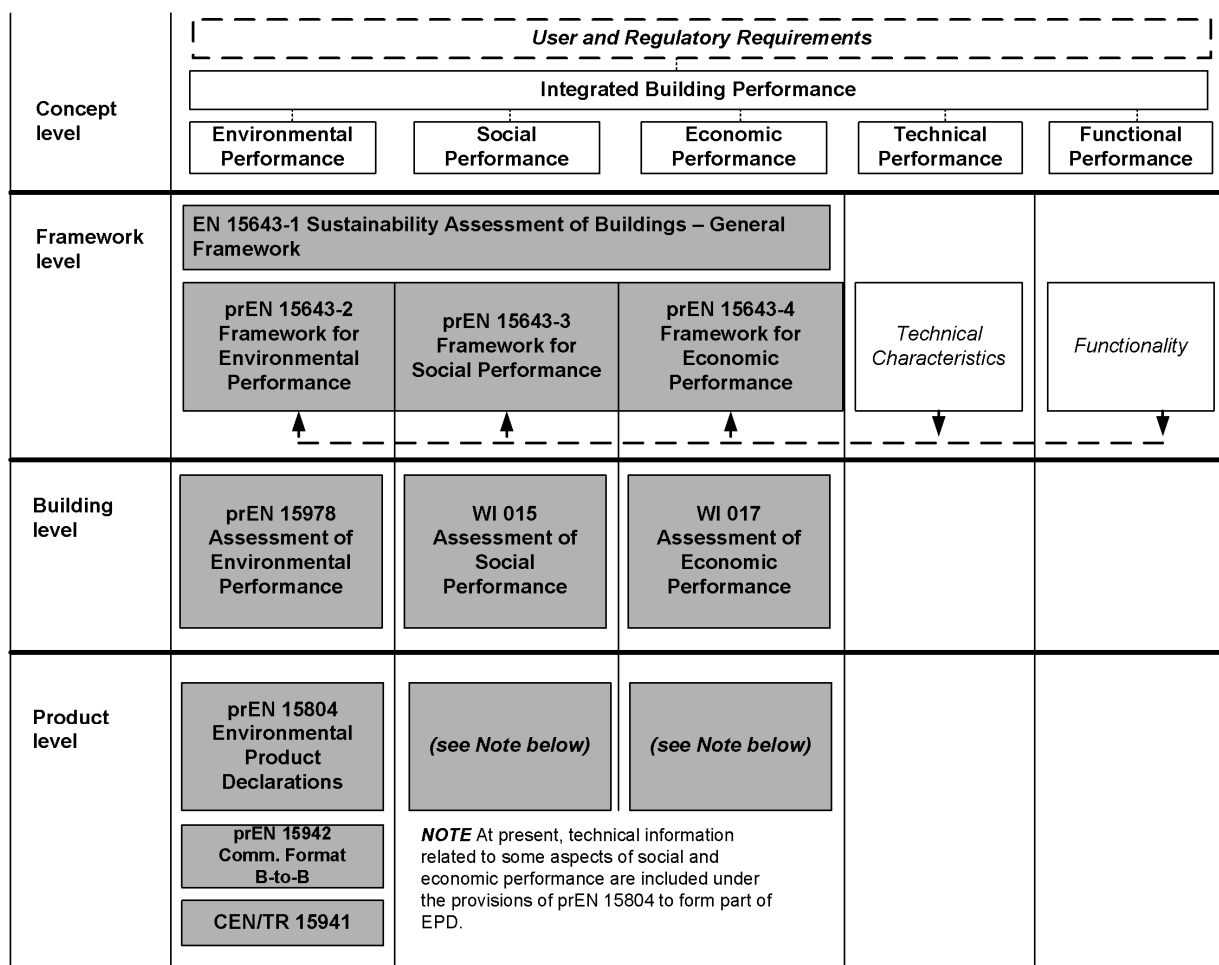 User and Regulatory Requirements
Integrated Building Performance
Concept
level
Environmental
Performance
Social
Performance
Economic
Performance
Technical
Performance
Functional
Performance
Framework
level
EN 15643-1 Sustainability Assessment of Buildings – General
Framework
prEN 15643-2
Framework for
Environmental
Performance
prEN 15643-3
Framework for
Social Performance
prEN 15643-4
Framework for
Economic
Performance
Technical
Characteristics
Functionality
Building
level
prEN 15978
Assessment of
Environmental
Performance
WI 015
Assessment of
Social
Performance
WI 017
Assessment of
Economic
Performance
Product
level
prEN 15804
Environmental
Product
Declarations
(see Note below)
(see Note below)
prEN 15942
Comm. Format
B-to-B
CEN/TR 15941
NOTE At present, technical information
related to some aspects of social and
economic performance are included under
the provisions of prEN 15804 to form part of
EPD.